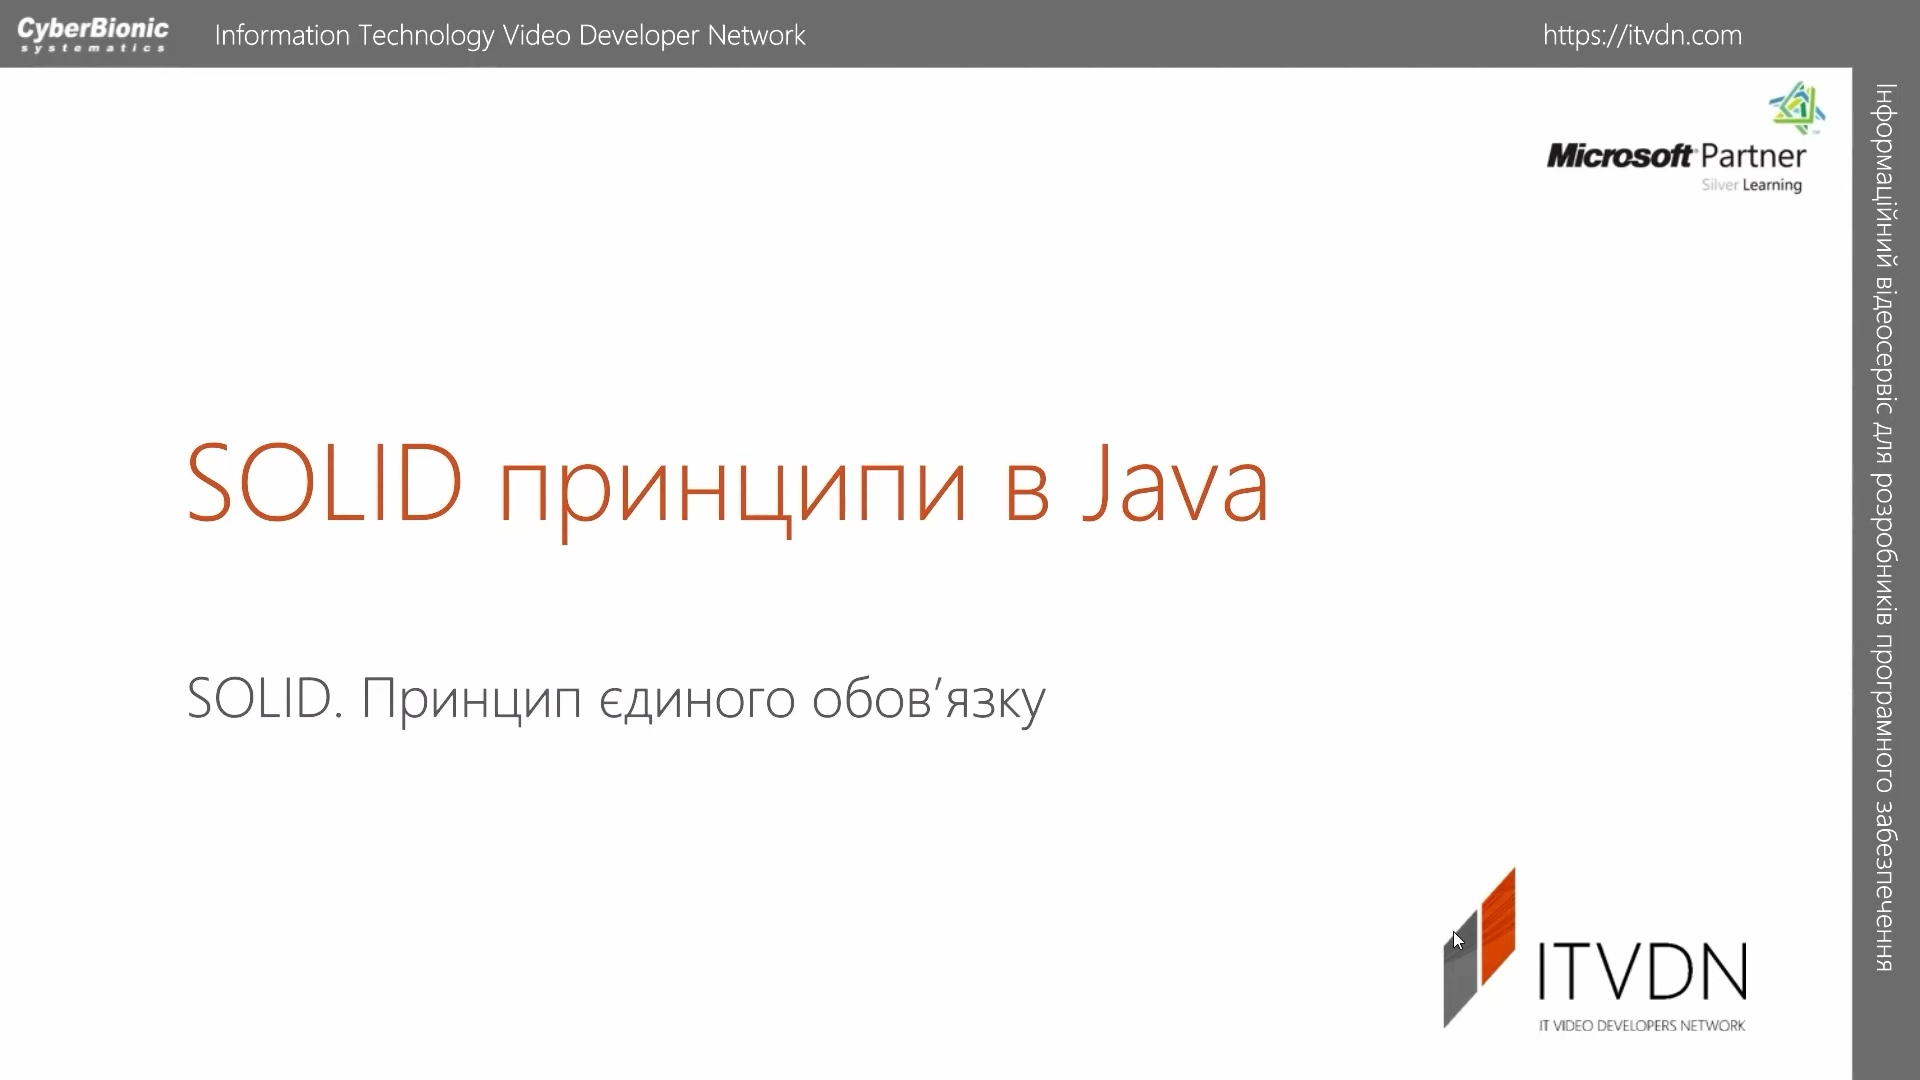 CyberBionic
systematics
Information Technology Video Developer Network
https://itvdn.com
Microsoft Partner
Silver Learning
SOLID принципи в Java
SOLID. Принцип єдиного обов’язку
ITVDN
IT VIDEO DEVELOPERS NETWORK
Інформаційний відеосервіс для розробників програмного забезпечення